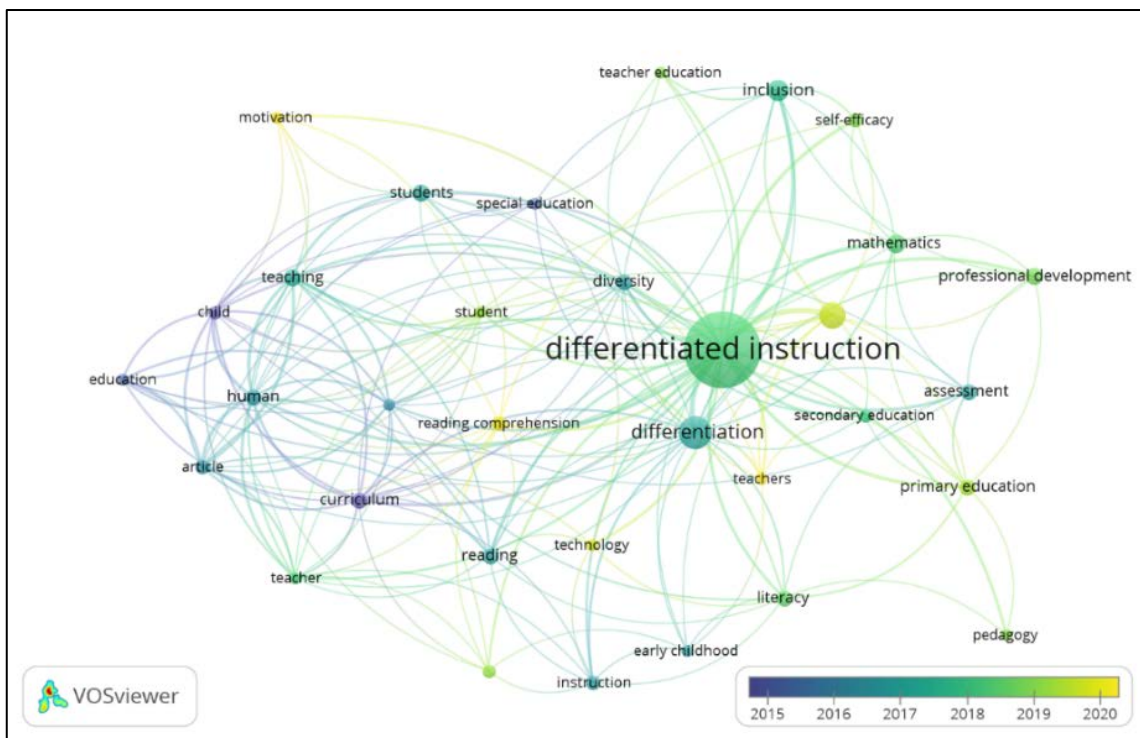 teacher education
inclusion
motivation
self-efficacy
students
special education
mathematics
teaching
diversity
professional development
child
student
differentiated instruction
education
human
assessment
reading comprehension
secondary education
differentiation
article
teachers
primary education
curriculum
technology
reading
teacher
literacy
pedagogy
early childhood
instruction
VOSviewer
2015 2016 2017 2018 2019 2020